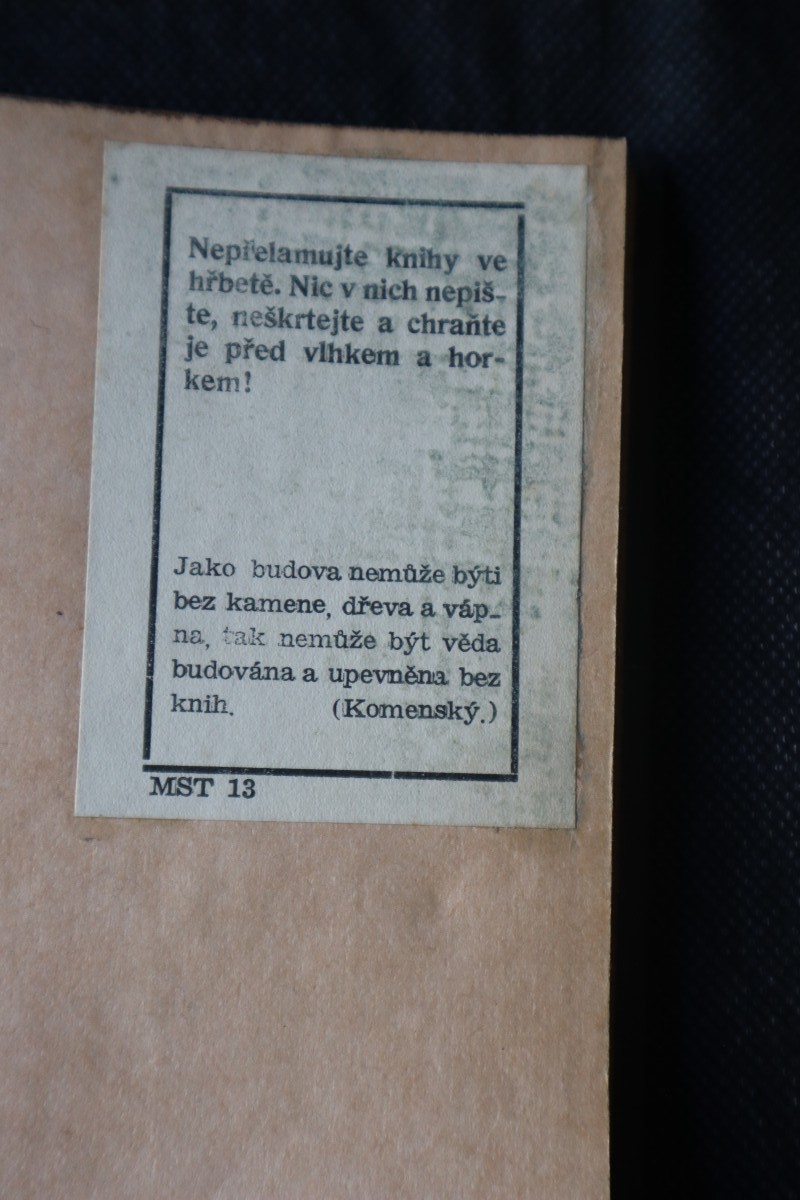 Nepřelamujte knihy ve
hřbetě. Nic v nich nepiš-
te, neškrtejte a chraňte
je před vlhkem a hor-
kem!
Jako budova nemůže býti
bez kamene, dřeva a váp-
na, tak nemůže být věda
budována a upevněna bez
knih. (Komenský.)
MST 13